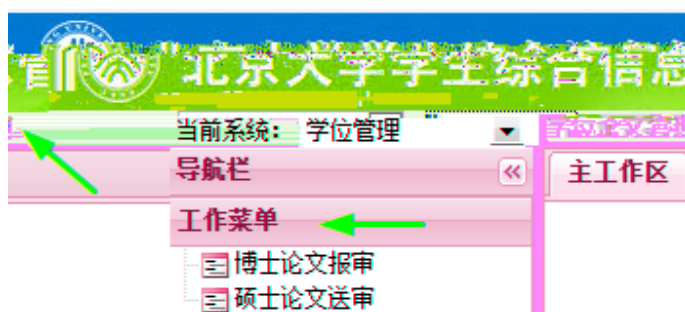 北京大学学生综合信息
当前系统： 学位管理
导航栏
主工作区
工作菜单
博士论文报审
硕士论文送审